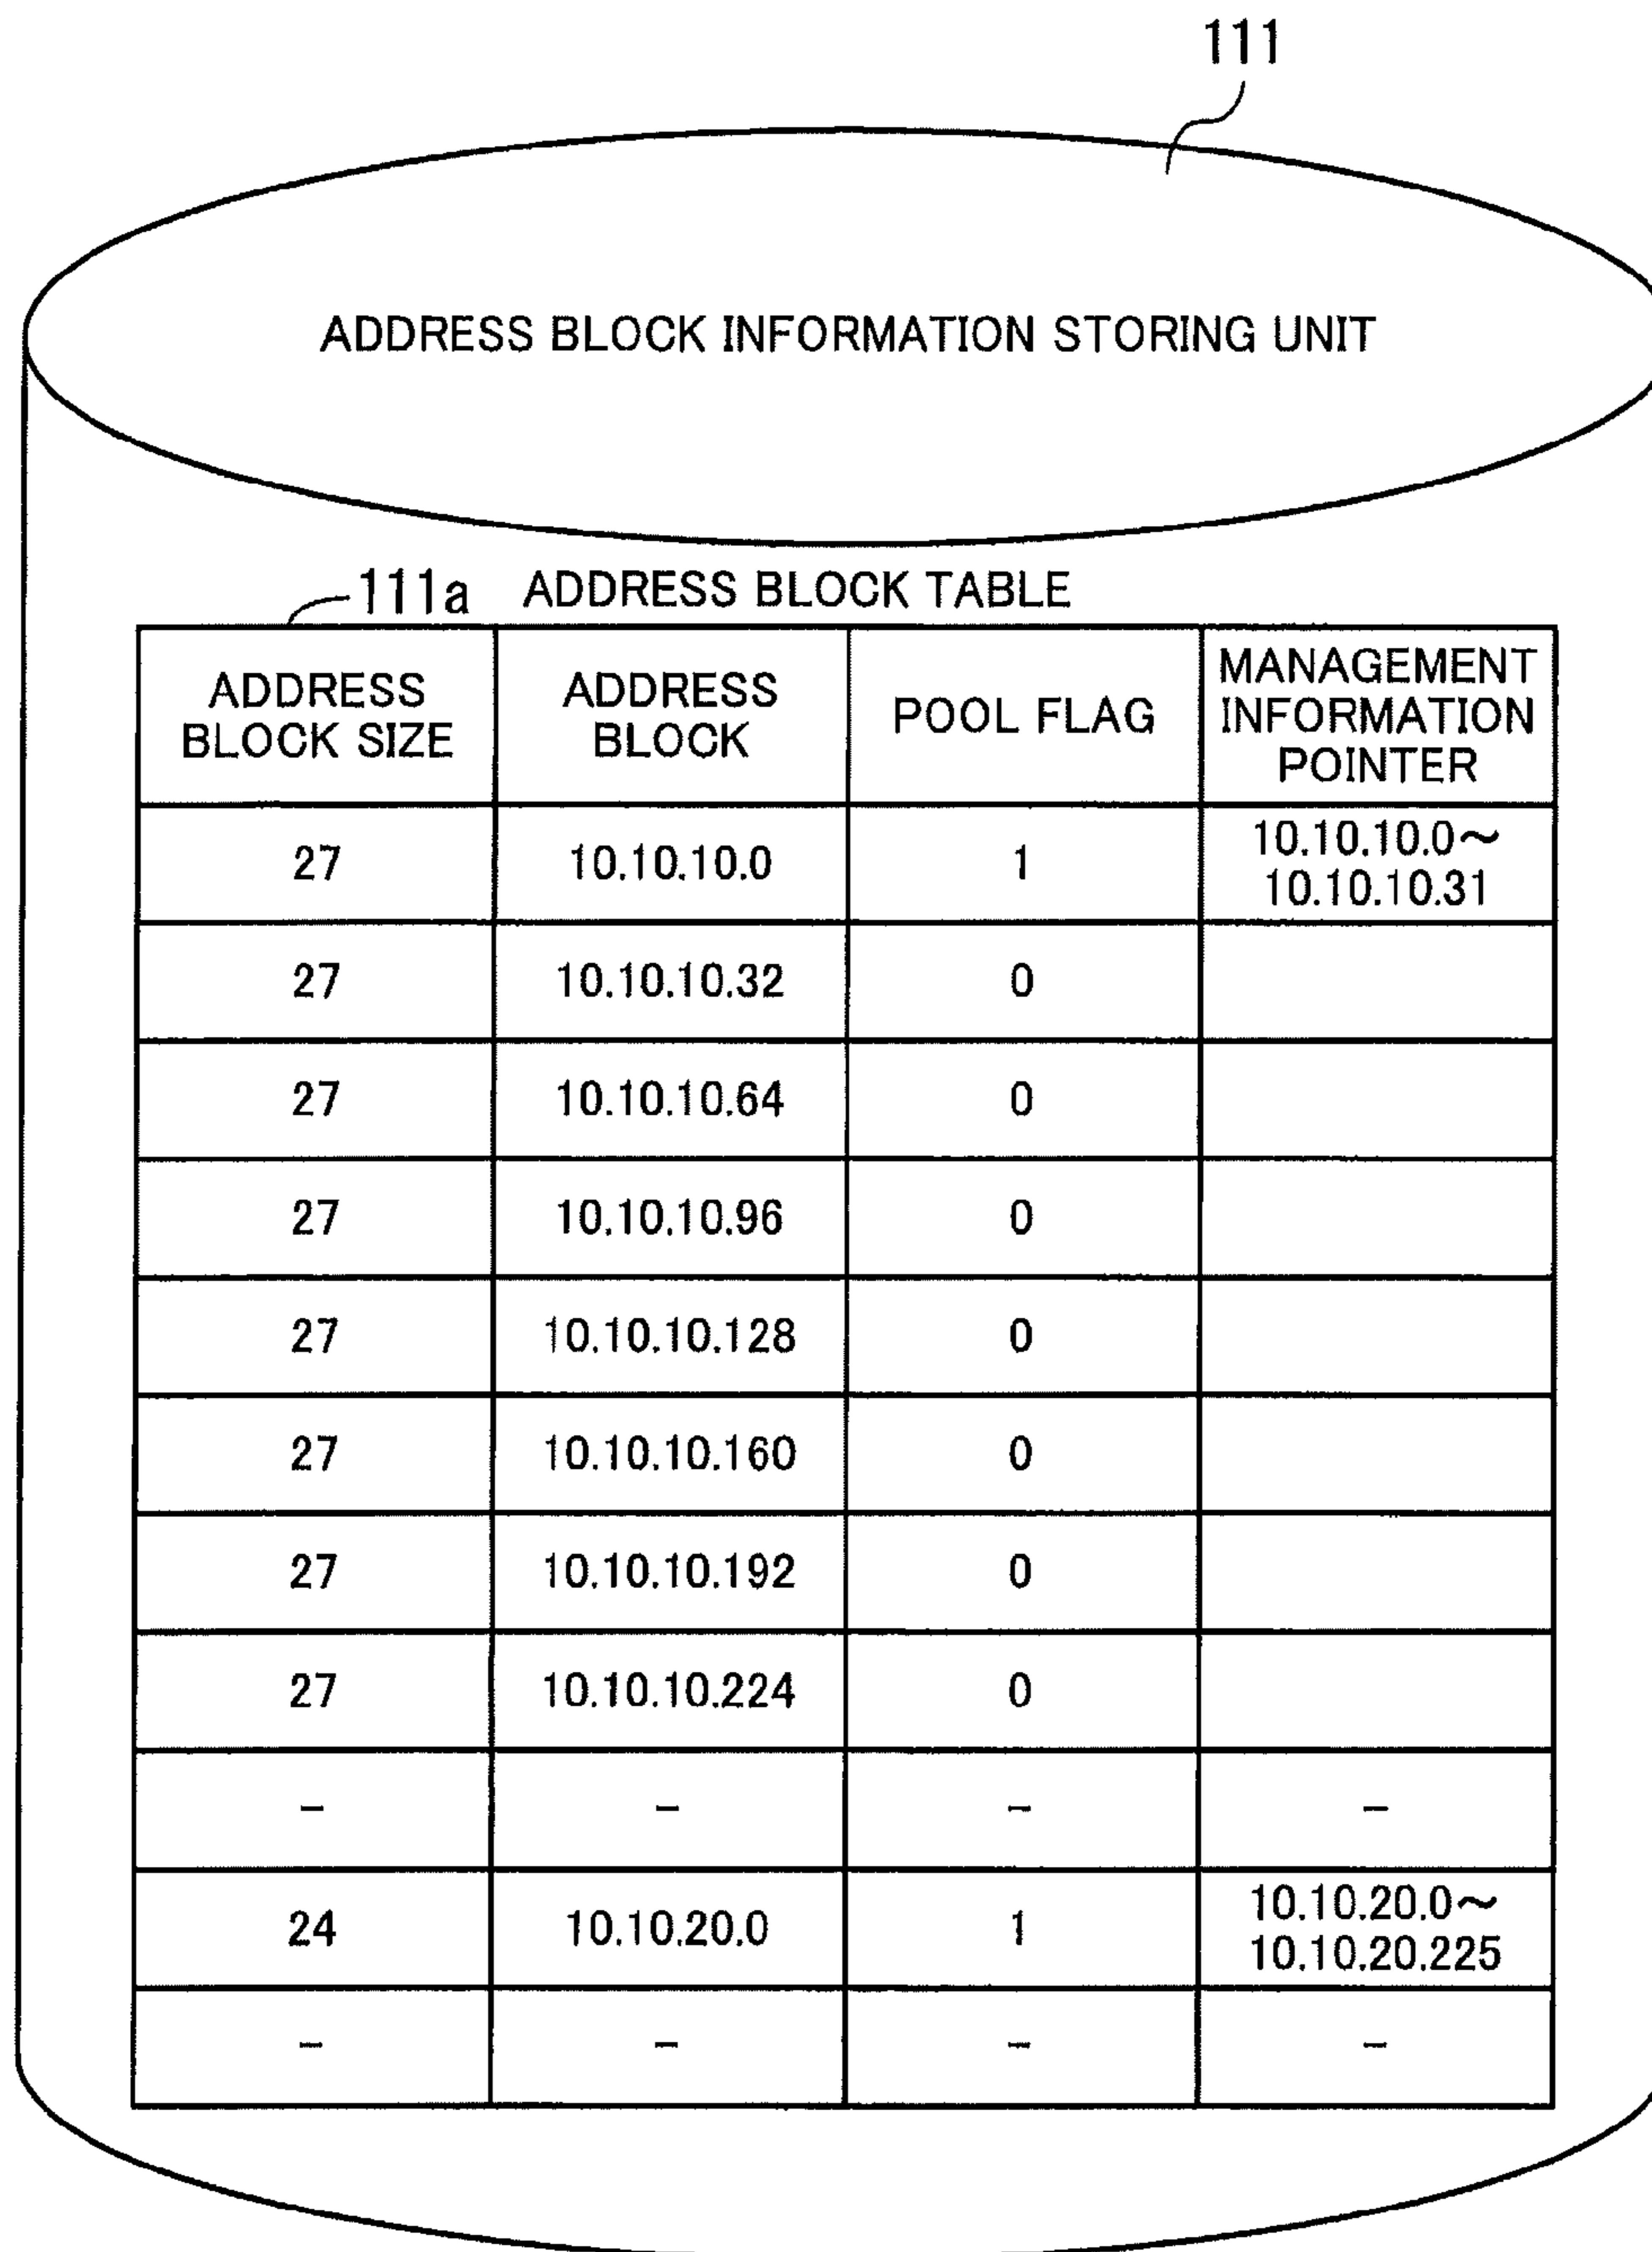 111
ADDRESS BLOCK INFORMATION STORING UNIT
111a ADDRESS BLOCK TABLE
ADDRESS BLOCK SIZE ADDRESS BLOCK POOL FLAG MANAGEMENT INFORMATION POINTER
27 10.10.10.0 1 10.10.10.0~ 10.10.10.31
27 10.10.10.32 0
27 10.10.10.64 0
27 10.10.10.96 0
27 10.10.10.128 0
27 10.10.10.160 0
27 10.10.10.192 0
27 10.10.10.224 0
- - - -
24 10.10.20.0 1 10.10.20.0~ 10.10.20.225
- - - -